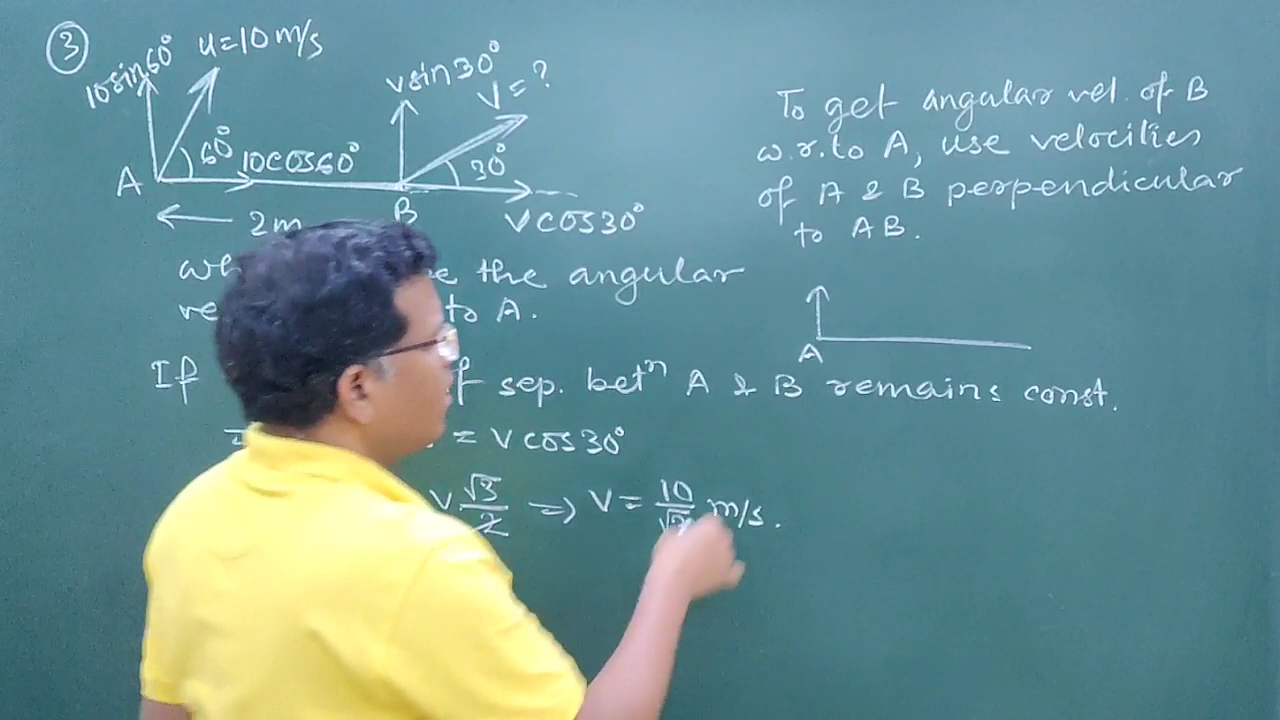 ③
10sin60° u=10m/s
vsin30° V=?
A 60° 10cos60° 30°
← 2m B Vcos30°
the angular
to A.
If sep. betⁿ A & B remains const.
= Vcos30°
V √3/2 => V = 10/√3 m/s.
To get angular vel. of B
w.r.to A, use velocities
of A & B perpendicular
to AB.
A